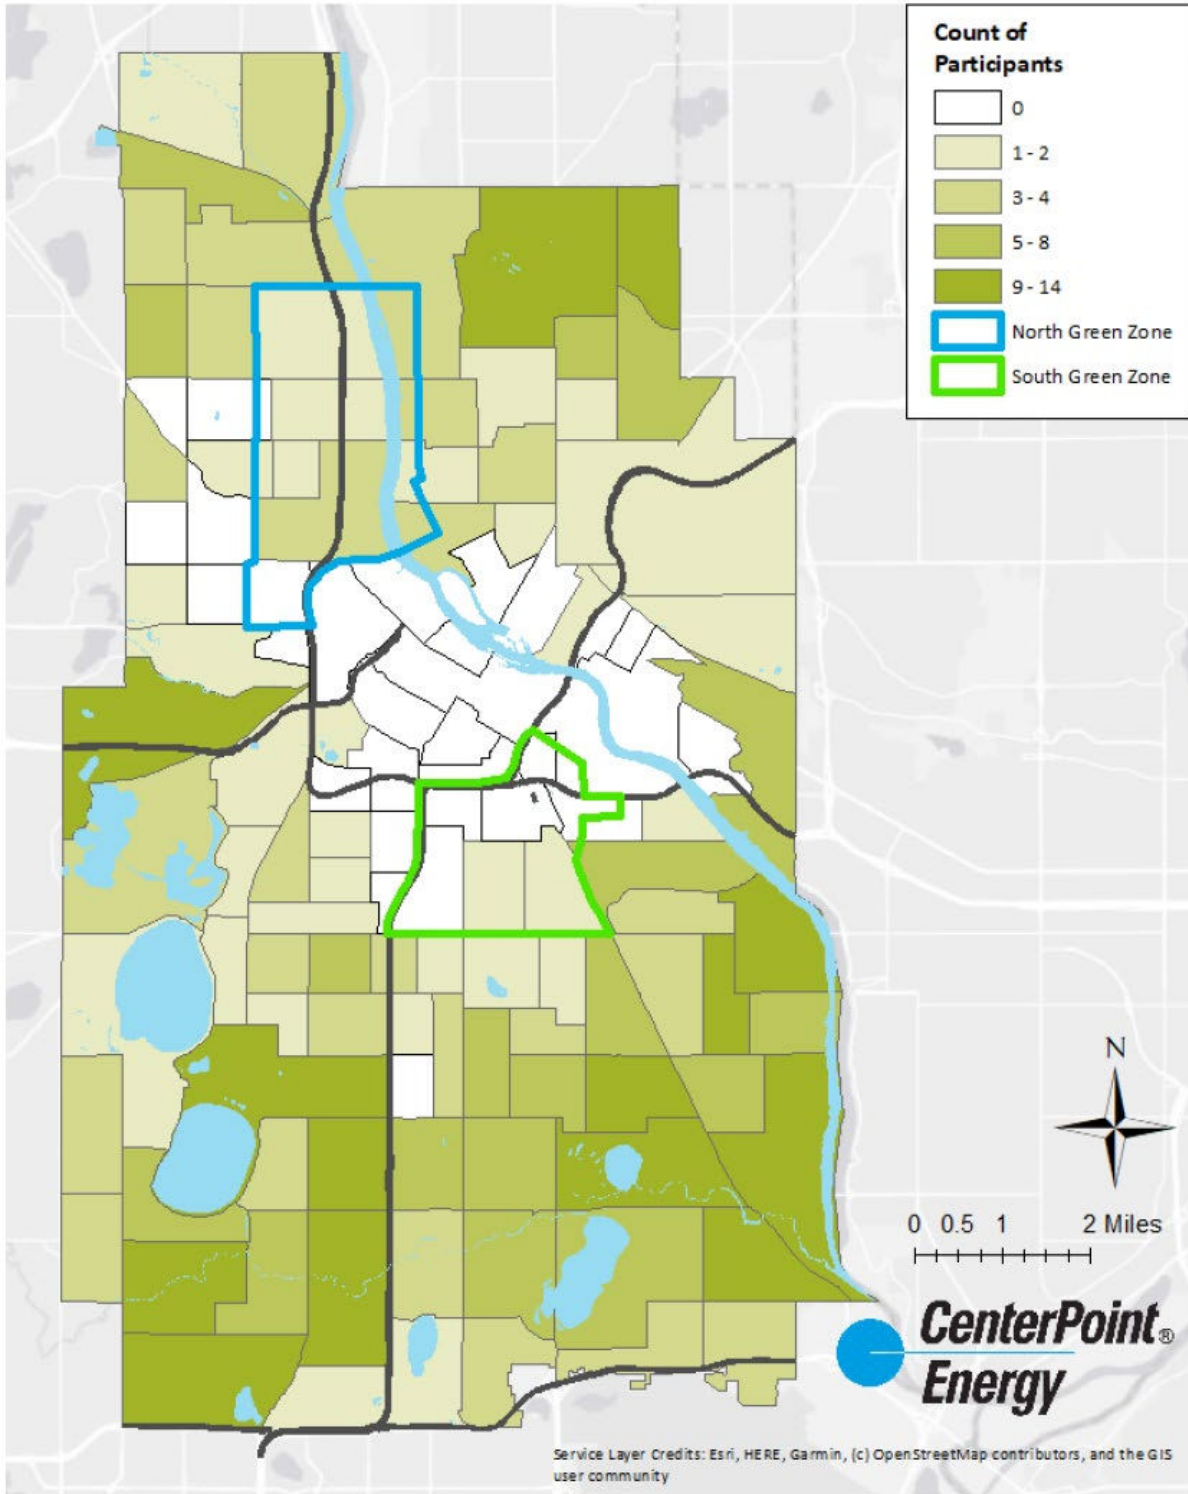 Count of
Participants
0
1 - 2
3 - 4
5 - 8
9 - 14
North Green Zone
South Green Zone
N
0 0.5 1 2 Miles
CenterPoint®
Energy
Service Layer Credits: Esri, HERE, Garmin, (c) OpenStreetMap contributors, and the GIS
user community